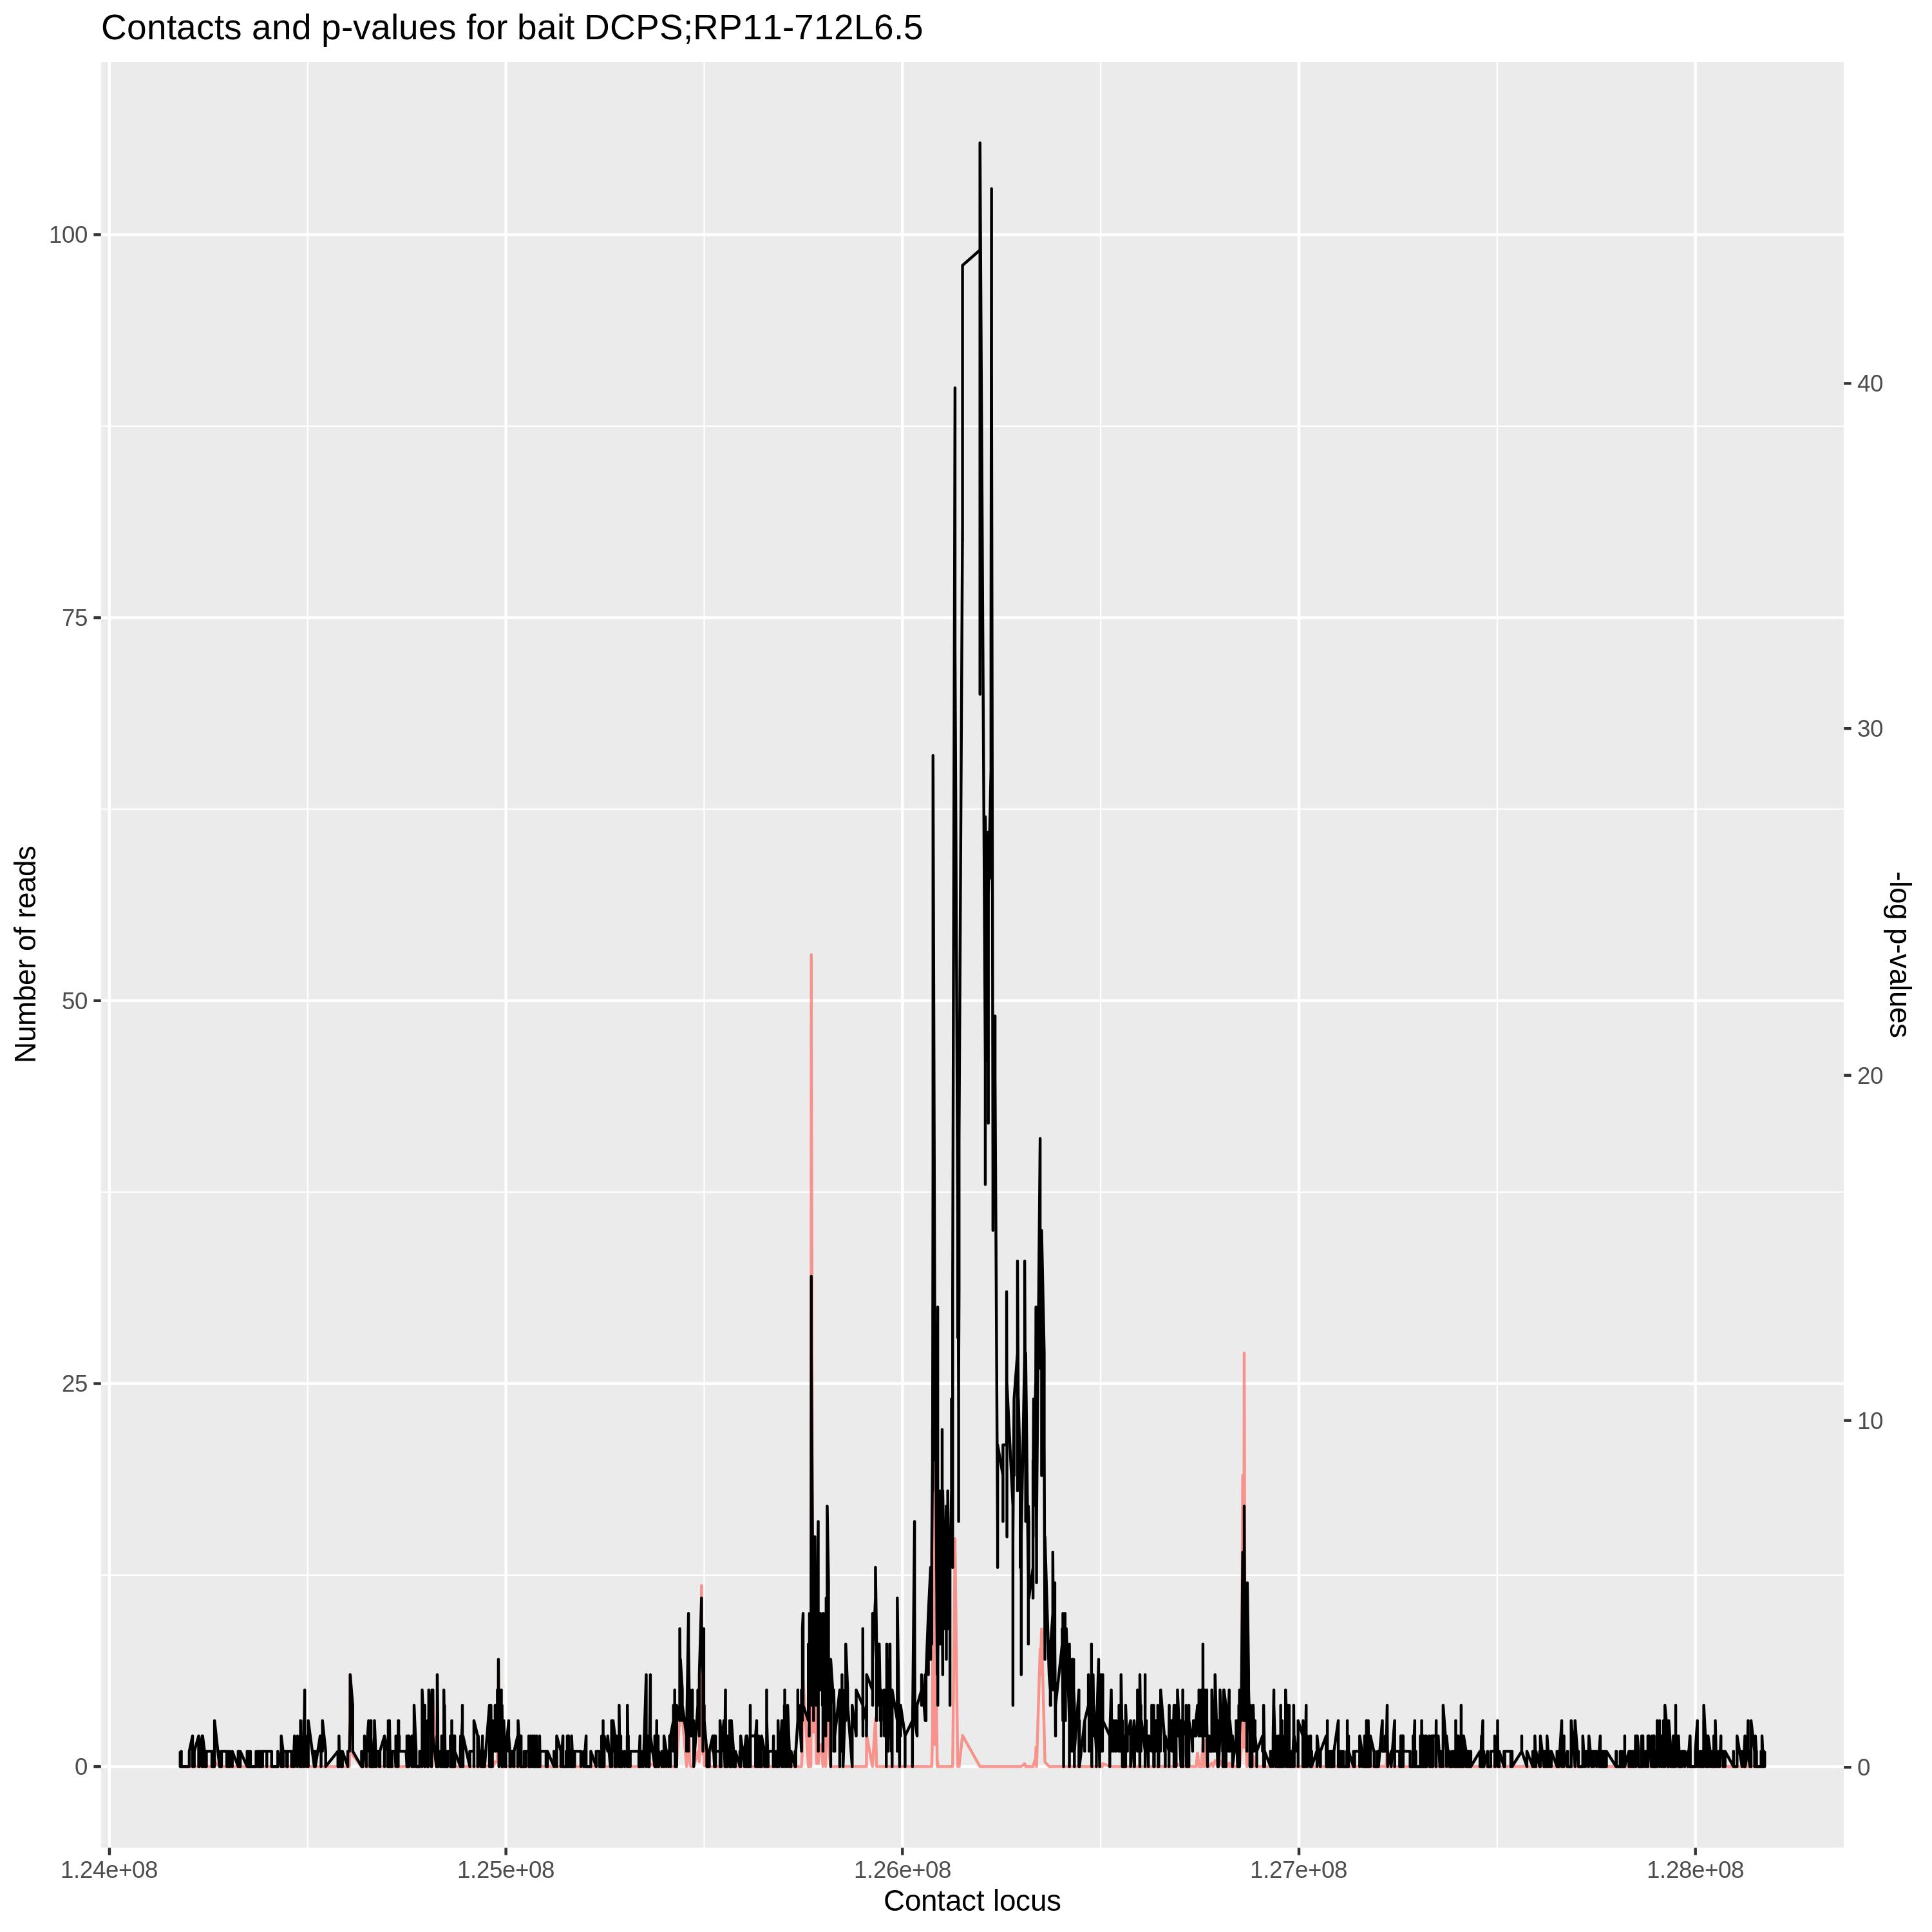 Contacts and p-values for bait DCPS;RP11-712L6.5
100
75
50
25
0
Number of reads
40
30
20
10
0
-log p-values
1.24e+08
1.25e+08
1.26e+08
1.27e+08
1.28e+08
Contact locus